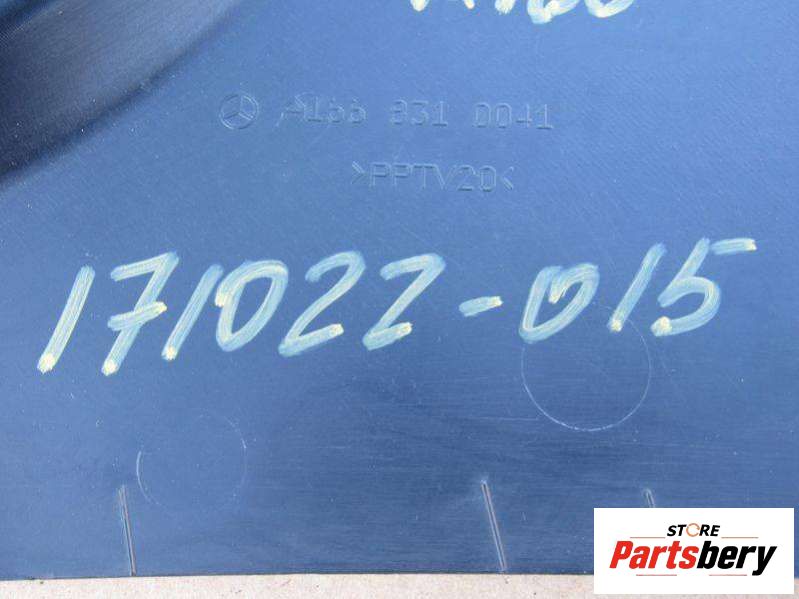 A166 831 0041
>PPTV20<
171022-015
STORE
Partsbery